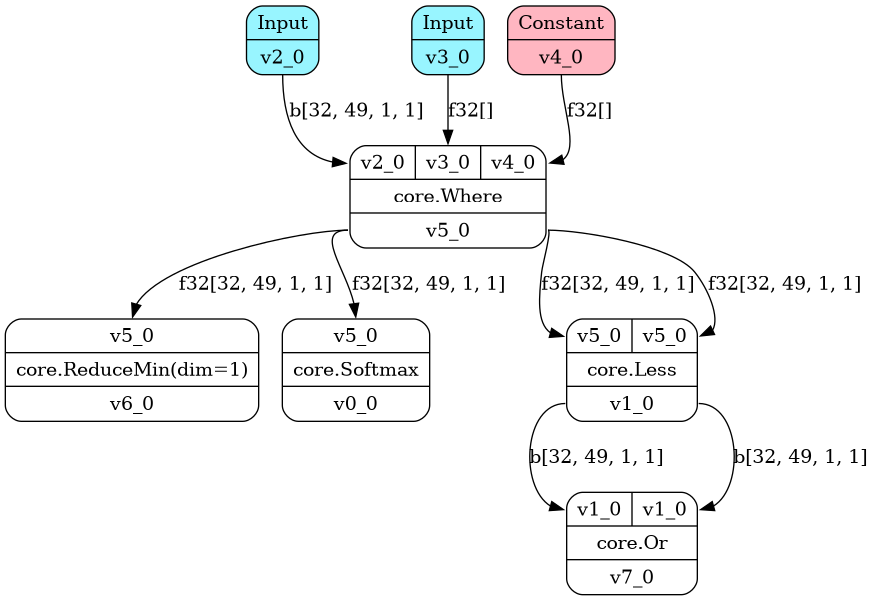 Input
v2_0
Input
v3_0
Constant
v4_0
b[32, 49, 1, 1]
f32[]
f32[]
v2_0 v3_0 v4_0
core.Where
v5_0
f32[32, 49, 1, 1]
f32[32, 49, 1, 1]
f32[32, 49, 1, 1]
f32[32, 49, 1, 1]
v5_0
core.ReduceMin(dim=1)
v6_0
v5_0
core.Softmax
v0_0
v5_0 v5_0
core.Less
v1_0
b[32, 49, 1, 1]
b[32, 49, 1, 1]
v1_0 v1_0
core.Or
v7_0